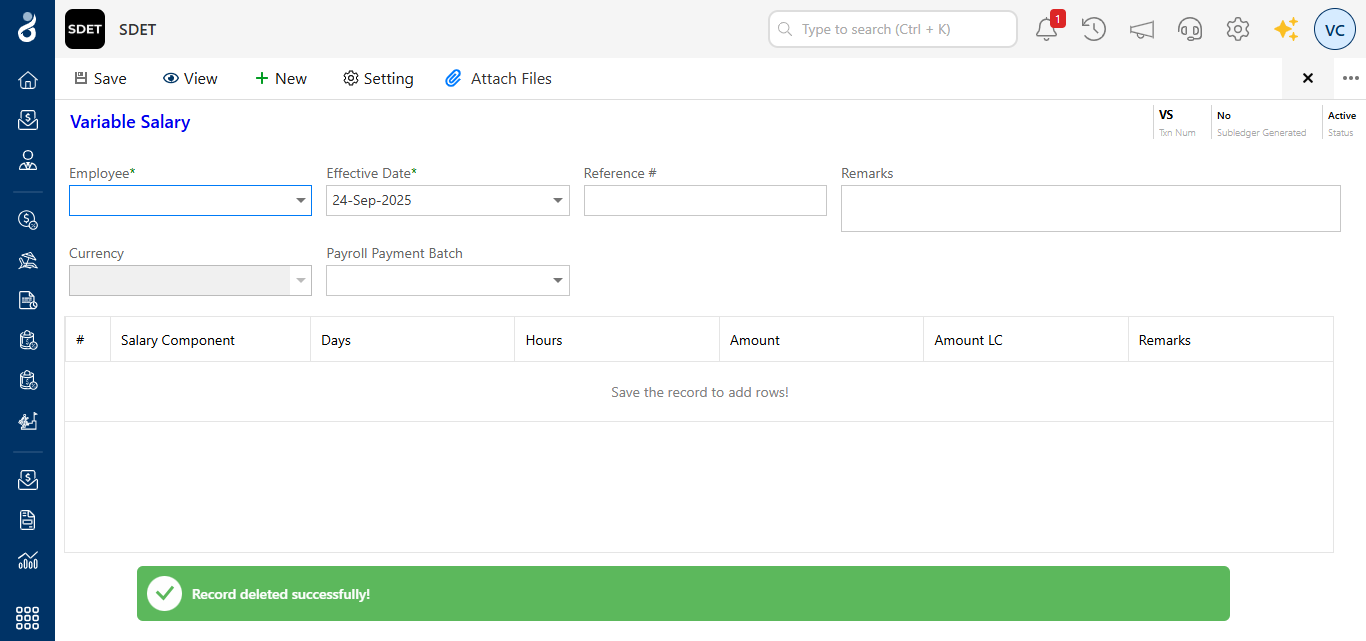 SDET SDET Type to search (Ctrl + K) 1 VC
Save View New Setting Attach Files
Variable Salary
VS No Active
Txn Num Subledger Generated Status
Employee* Effective Date* Reference # Remarks
24-Sep-2025
Currency Payroll Payment Batch
# Salary Component Days Hours Amount Amount LC Remarks
Save the record to add rows!
Record deleted successfully!